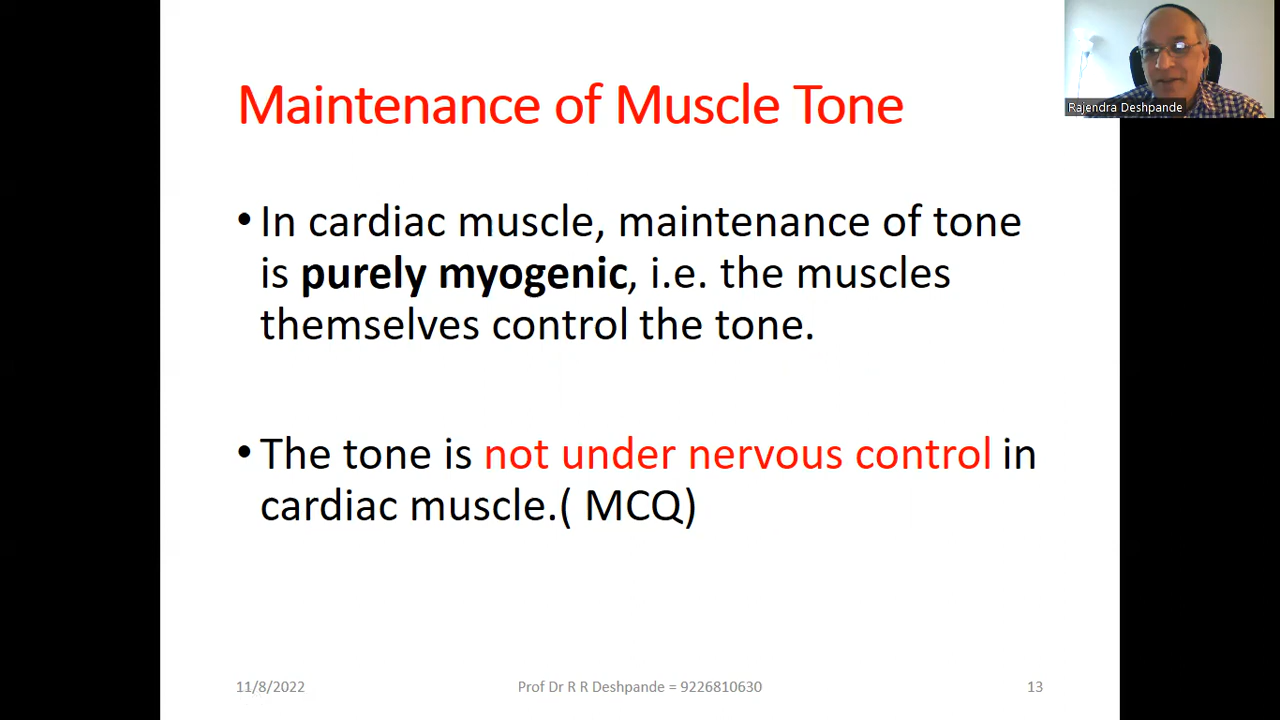 Maintenance of Muscle Tone
Rajendra Deshpande
• In cardiac muscle, maintenance of tone
is purely myogenic, i.e. the muscles
themselves control the tone.
• The tone is not under nervous control in
cardiac muscle.( MCQ)
11/8/2022
Prof Dr R R Deshpande = 9226810630
13